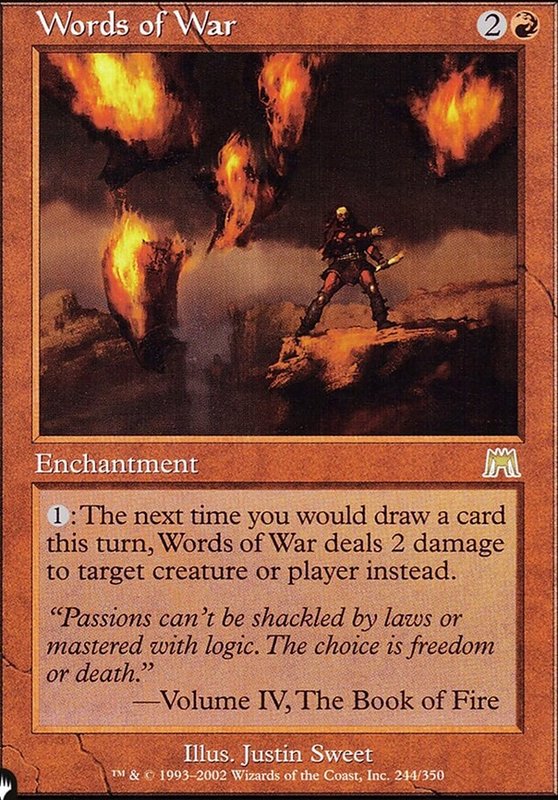 Words of War 2
Enchantment
1: The next time you would draw a card
this turn, Words of War deals 2 damage
to target creature or player instead.
“Passions can’t be shackled by laws or
mastered with logic. The choice is freedom
or death.”
—Volume IV, The Book of Fire
Illus. Justin Sweet
™ & © 1993–2002 Wizards of the Coast, Inc. 244/350